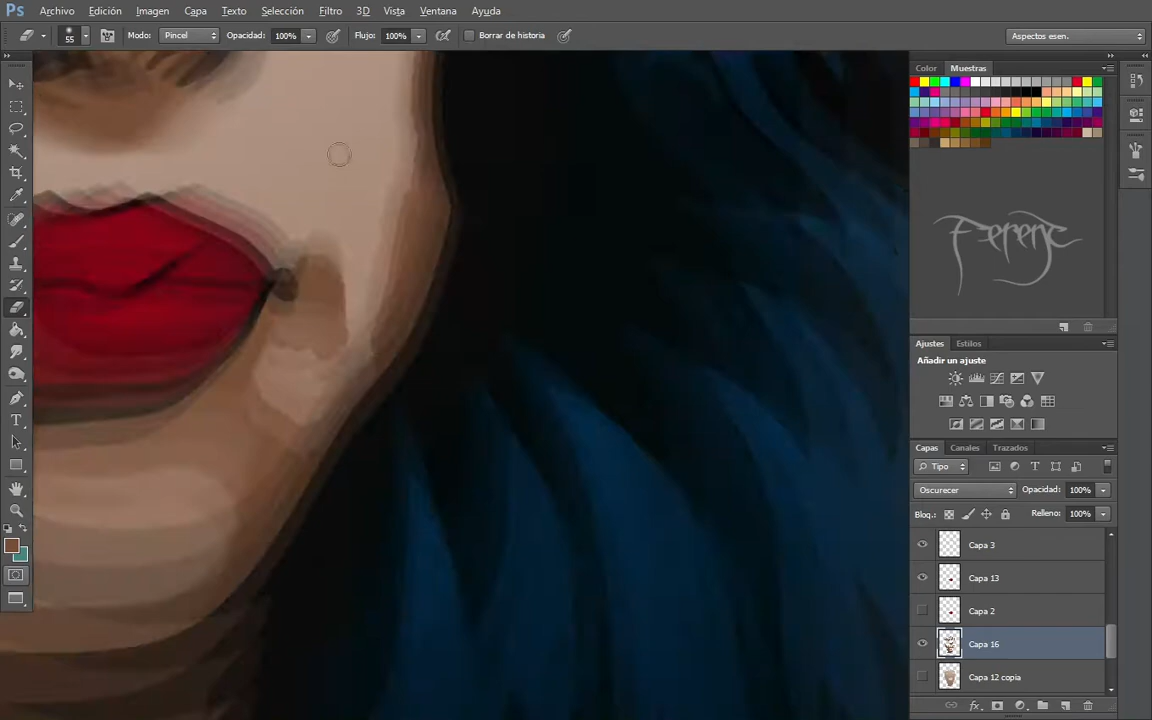 Ps Archivo Edición Imagen Capa Texto Selección Filtro 3D Vista Ventana Ayuda
55 Modo: Pincel Opacidad: 100% Flujo: 100% Borrar de historia Aspectos esen.
Color Muestras
Ferenc
Ajustes Estilos
Añadir un ajuste
Capas Canales Trazados
Tipo
Oscurecer Opacidad: 100%
Bloq.: Relleno: 100%
Capa 3
Capa 13
Capa 2
Capa 16
Capa 12 copia